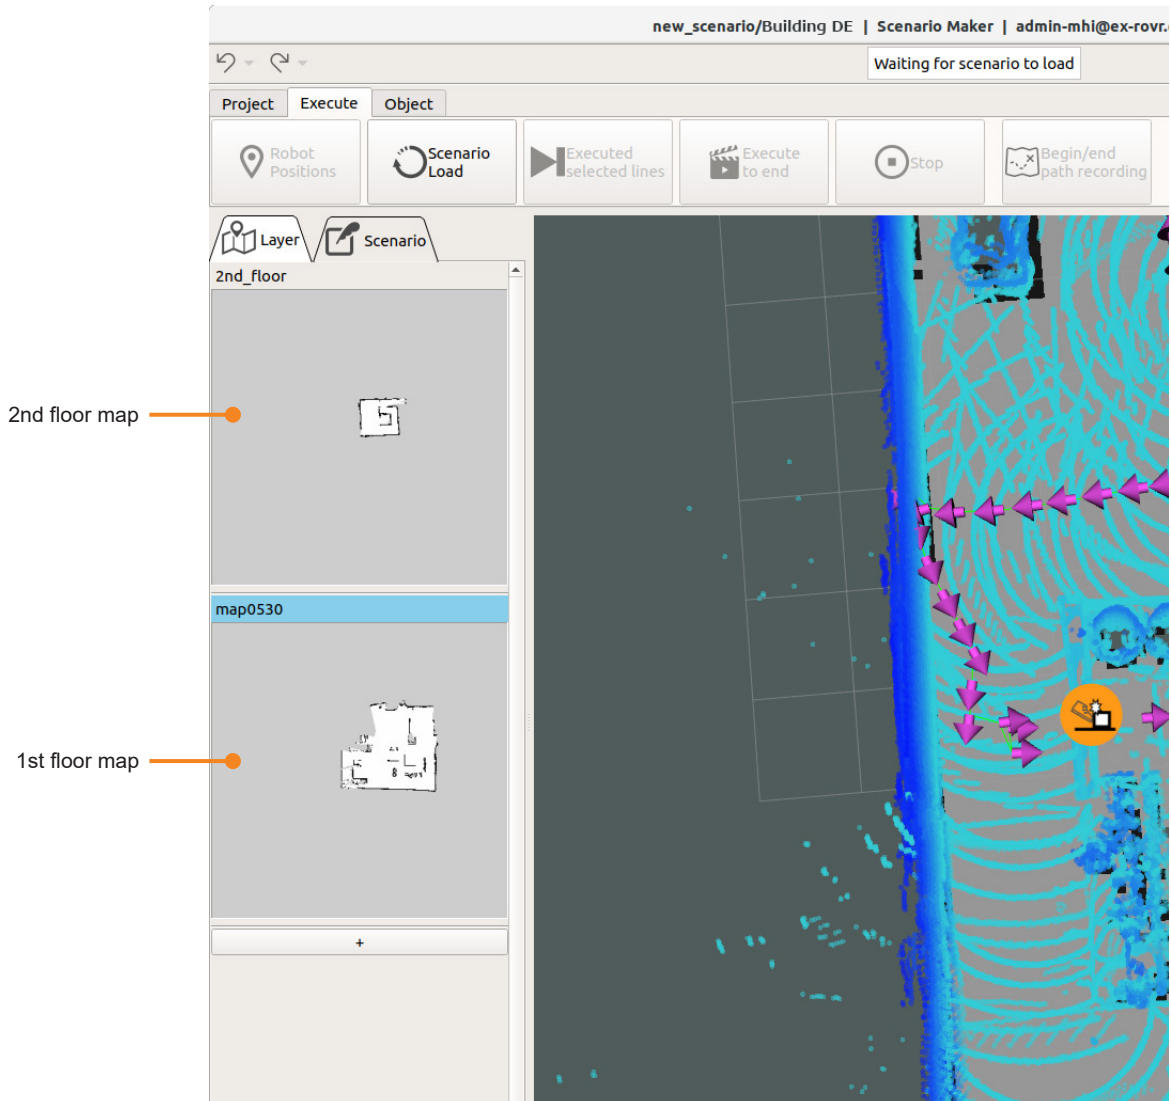 new_scenario/Building DE | Scenario Maker | admin-mhi@ex-rovr.
Waiting for scenario to load
Project Execute Object
Robot
Positions
Scenario
Load
Executed
selected lines
Execute
to end
Stop
Begin/end
path recording
Layer Scenario
2nd_floor
2nd floor map
map0530
1st floor map
+